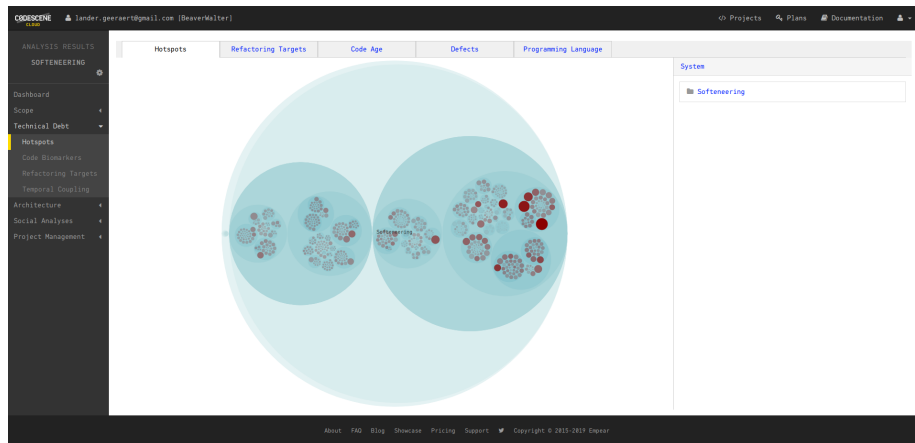 CODESCENE
CLOUD
lander.geeraert@gmail.com [BeaverWalter]
Projects
Plans
Documentation
ANALYSIS RESULTS
SOFTENEERING
Dashboard
Scope
Technical Debt
Hotspots
Code Biomarkers
Refactoring Targets
Temporal Coupling
Architecture
Social Analyses
Project Management
Hotspots
Refactoring Targets
Code Age
Defects
Programming Language
Softeneering
System
Softeneering
About FAQ Blog Showcase Pricing Support Copyright © 2015-2019 Empear